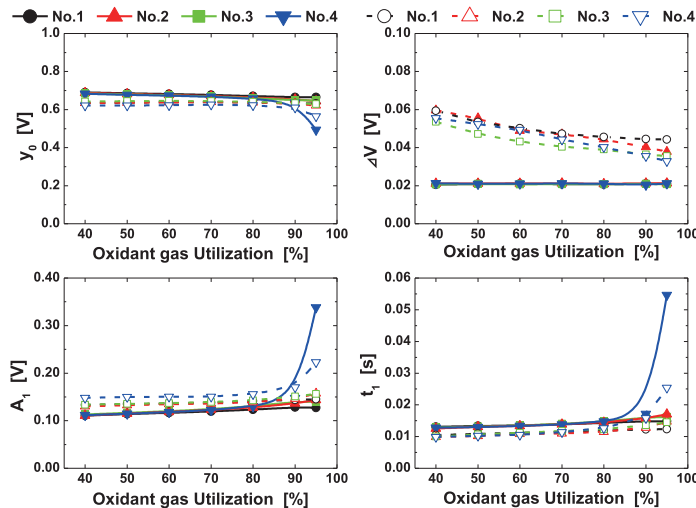 No.1 No.2 No.3 No.4 No.1 No.2 No.3 No.4
1.0
0.8
0.6
0.4
0.2
0.0
y0 [V]
40 50 60 70 80 90 100
Oxidant gas Utilization [%]
0.10
0.08
0.06
0.04
0.02
0.00
⊿V [V]
40 50 60 70 80 90 100
Oxidant gas Utilization [%]
0.40
0.30
0.20
0.10
0.00
A1 [V]
40 50 60 70 80 90 100
Oxidant gas Utilization [%]
0.06
0.05
0.04
0.03
0.02
0.01
0.00
t1 [s]
40 50 60 70 80 90 100
Oxidant gas Utilization [%]